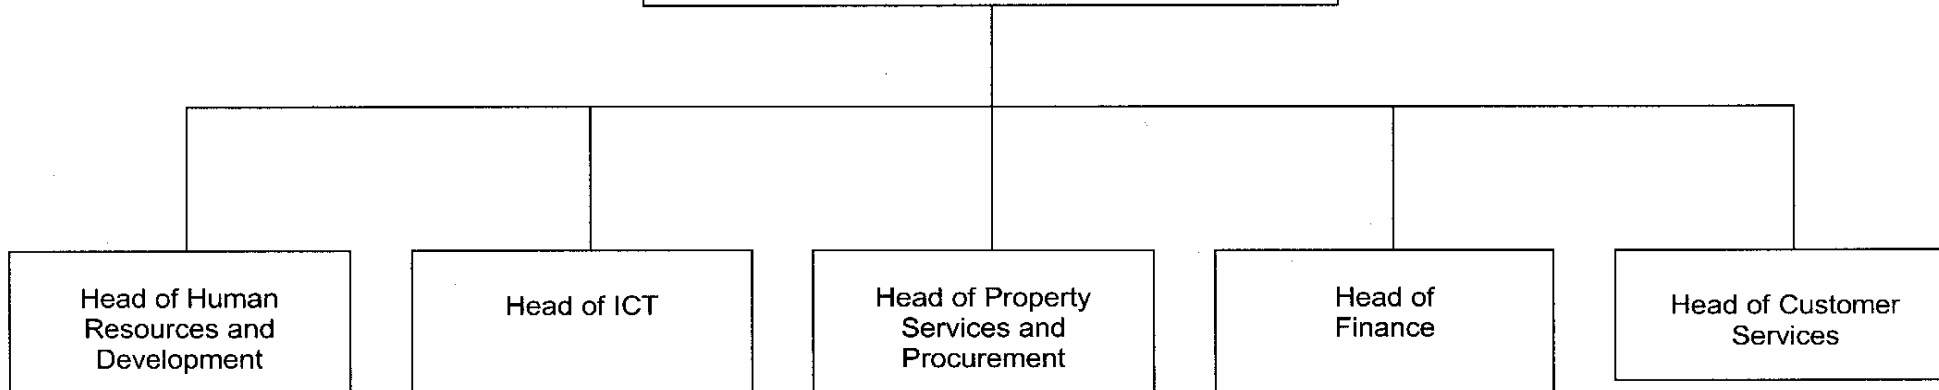 Head of Human
Resources and
Development
Head of ICT
Head of Property
Services and
Procurement
Head of
Finance
Head of Customer
Services